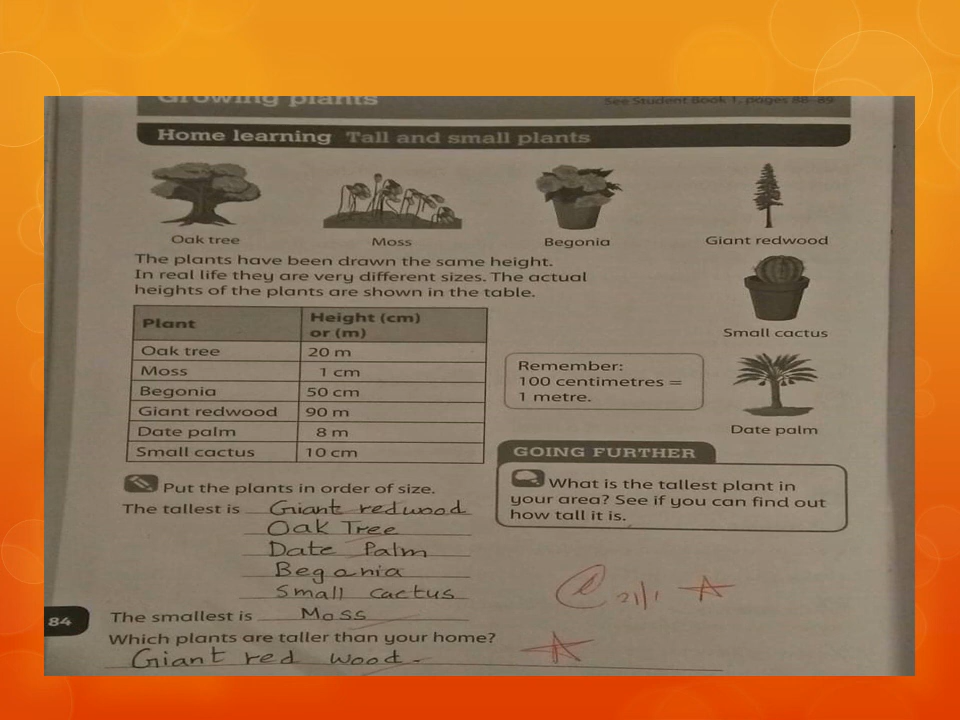 Growing plants
See Student Book 1, pages 88–89
Home learning Tall and small plants
Oak tree
Moss
Begonia
Giant redwood
The plants have been drawn the same height.
In real life they are very different sizes. The actual
heights of the plants are shown in the table.
Small cactus
Plant Height (cm)
or (m)
Oak tree 20 m
Moss 1 cm
Begonia 50 cm
Giant redwood 90 m
Date palm 8 m
Small cactus 10 cm
Remember:
100 centimetres =
1 metre.
Date palm
GOING FURTHER
What is the tallest plant in
your area? See if you can find out
how tall it is.
Put the plants in order of size.
The tallest is Giant redwood
Oak Tree
Date Palm
Begonia
Small cactus
The smallest is Moss
84
Which plants are taller than your home?
Giant red wood.